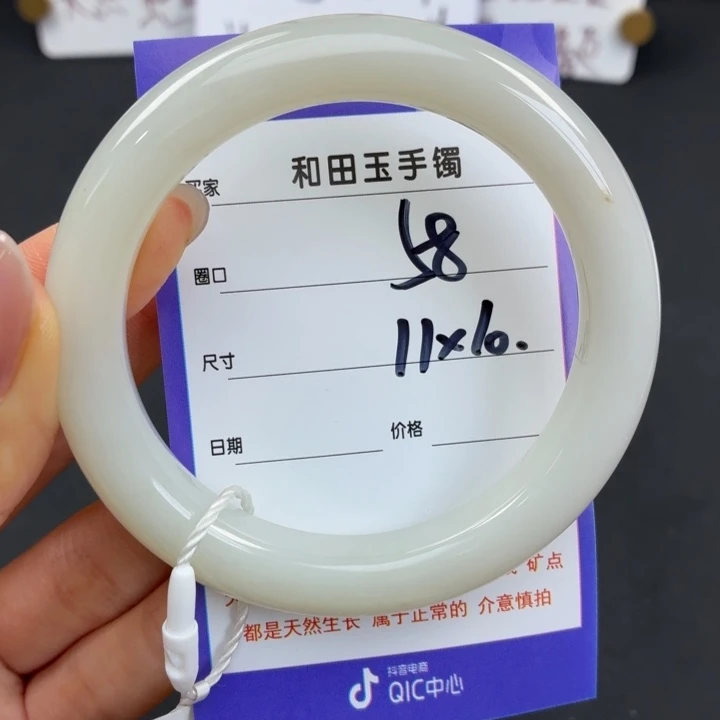 和田玉手镯
家
圈口 58
尺寸 11×10.
日期 价格
矿点
都是天然生长 属于正常的 介意慎拍
抖音电商
QIC中心